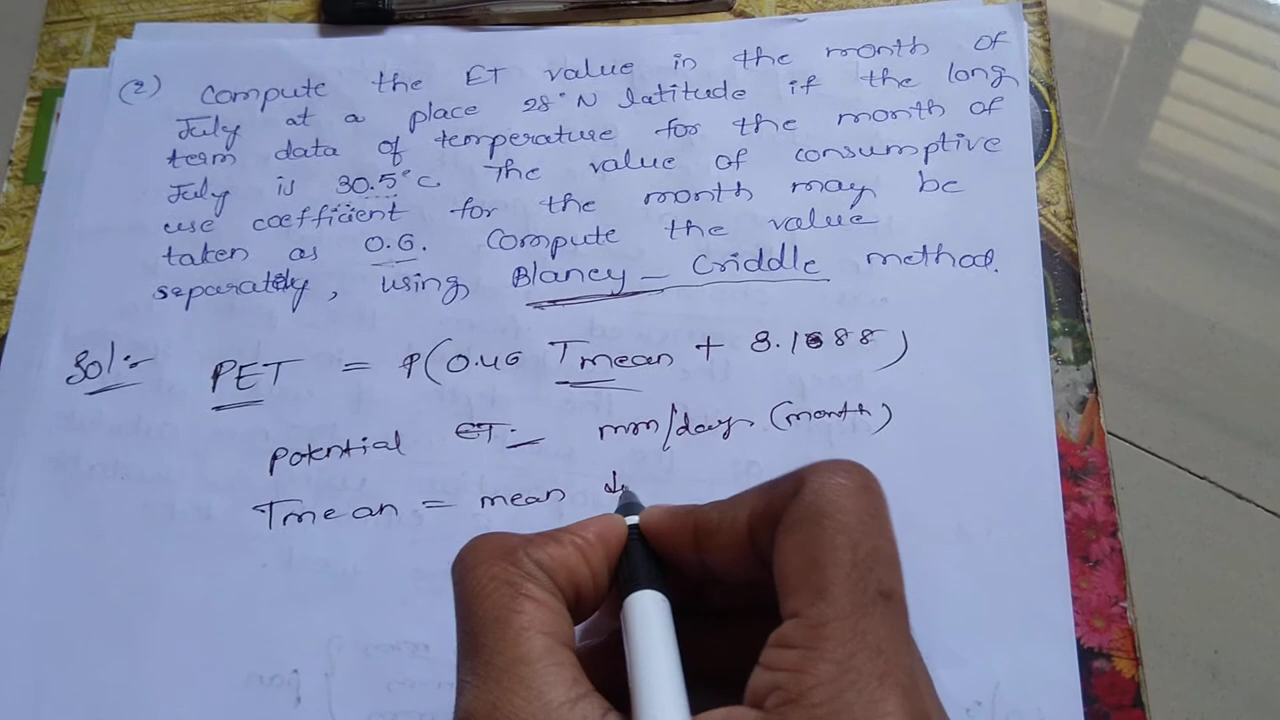 (2) Compute the ET value in the month of
July at a place 28°N latitude if the long
term data of temperature for the month of
July is 30.5°C The value of consumptive
use coefficient for the month may be
taken as 0.6. Compute the value
separately, using Blaney - Criddle method.
Sol:- PET = P(0.46 Tmean + 8.1688)
potential ET:- mm/day (month)
Tmean = mean